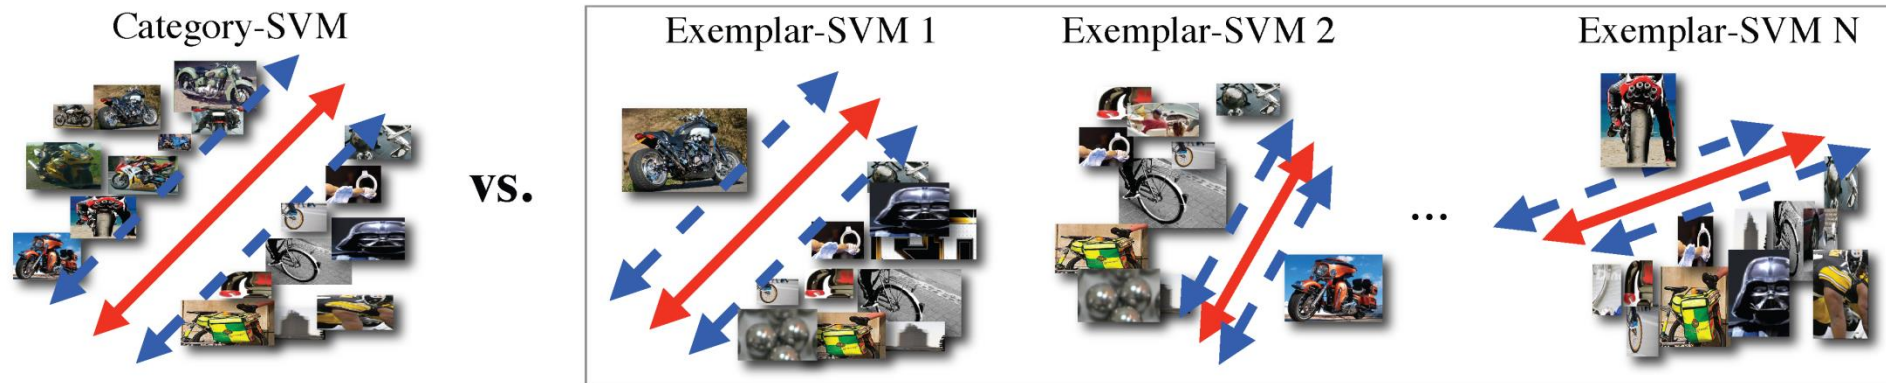 Category-SVM
vs.
Exemplar-SVM 1
Exemplar-SVM 2
...
Exemplar-SVM N